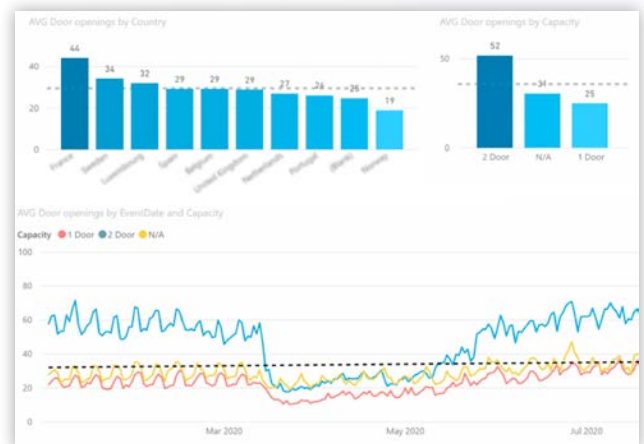 AVG Door openings by Country
AVG Door openings by Capacity
44
34
32
29
29
29
27
26
25
19
40
20
0
France
Sweden
Luxembourg
Spain
Belgium
United Kingdom
Netherlands
Portugal
(Blank)
Norway
52
31
25
50
0
2 Door
N/A
1 Door
AVG Door openings by EventDate and Capacity
Capacity 1 Door 2 Door N/A
100
80
60
40
20
0
Mar 2020
May 2020
Jul 2020